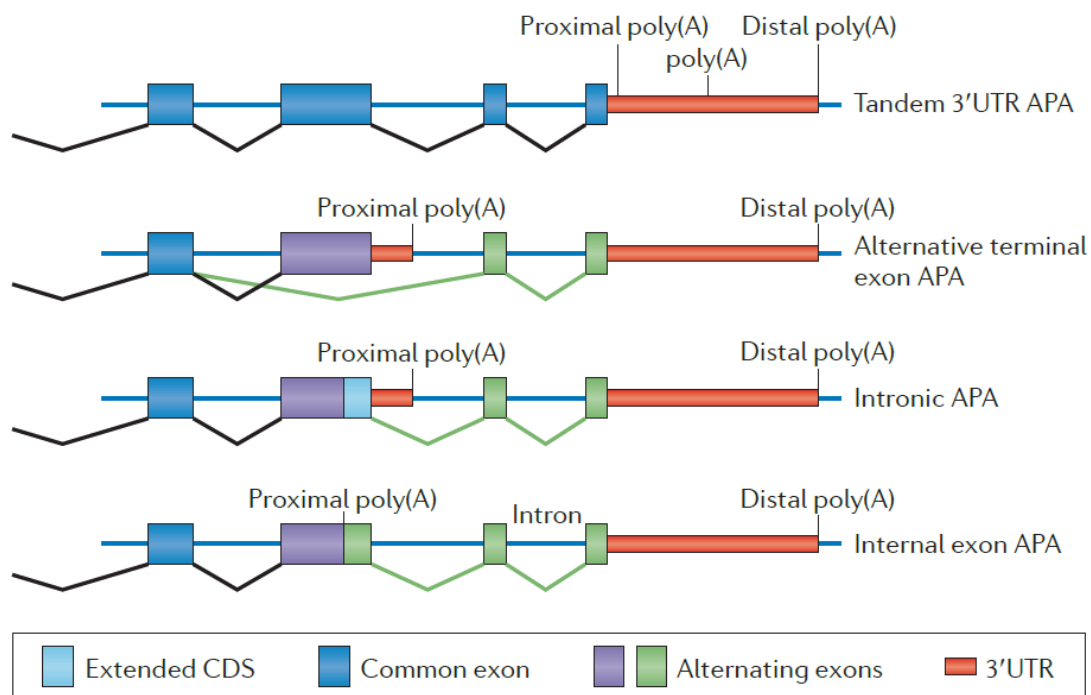 Proximal poly(A) Distal poly(A)
poly(A)
Tandem 3′UTR APA
Proximal poly(A) Distal poly(A)
Alternative terminal
exon APA
Proximal poly(A) Distal poly(A)
Intronic APA
Proximal poly(A) Intron Distal poly(A)
Internal exon APA
Extended CDS Common exon Alternating exons 3′UTR